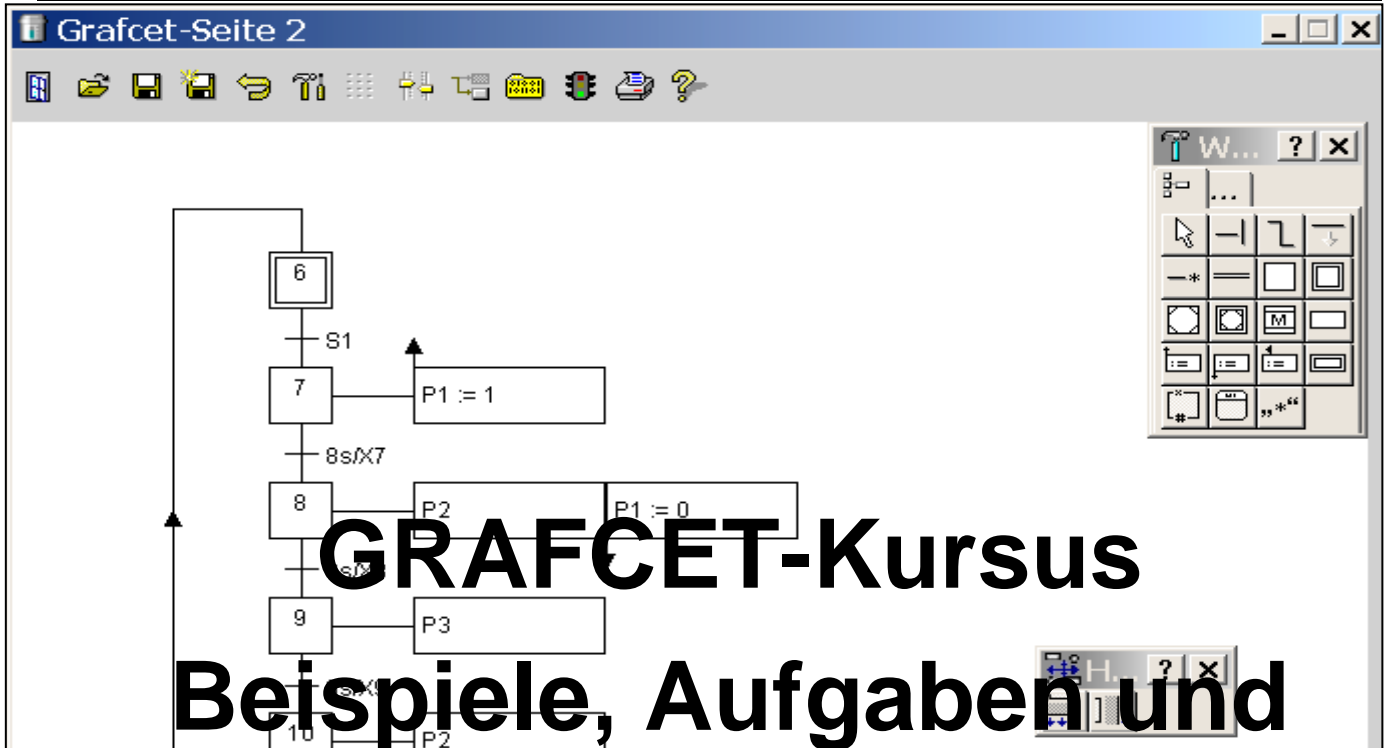 Grafcet-Seite 2
W...
...
6
S1
7
P1 := 1
8s/X7
8
P2
P1 := 0
GRAFCET-Kursus
9
P3
H...
Beispiele, Aufgaben und
10
P2